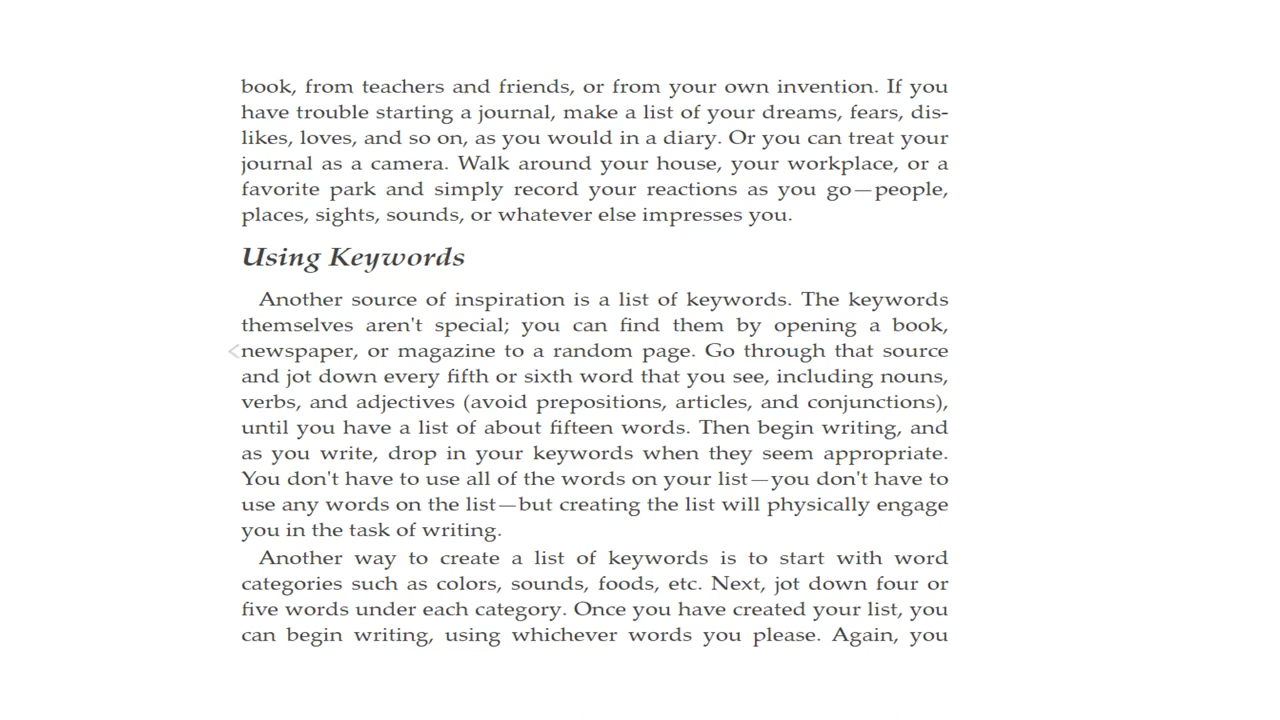 book, from teachers and friends, or from your own invention. If you
have trouble starting a journal, make a list of your dreams, fears, dis-
likes, loves, and so on, as you would in a diary. Or you can treat your
journal as a camera. Walk around your house, your workplace, or a
favorite park and simply record your reactions as you go—people,
places, sights, sounds, or whatever else impresses you.
Using Keywords
Another source of inspiration is a list of keywords. The keywords
themselves aren't special; you can find them by opening a book,
newspaper, or magazine to a random page. Go through that source
and jot down every fifth or sixth word that you see, including nouns,
verbs, and adjectives (avoid prepositions, articles, and conjunctions),
until you have a list of about fifteen words. Then begin writing, and
as you write, drop in your keywords when they seem appropriate.
You don't have to use all of the words on your list—you don't have to
use any words on the list—but creating the list will physically engage
you in the task of writing.
Another way to create a list of keywords is to start with word
categories such as colors, sounds, foods, etc. Next, jot down four or
five words under each category. Once you have created your list, you
can begin writing, using whichever words you please. Again, you